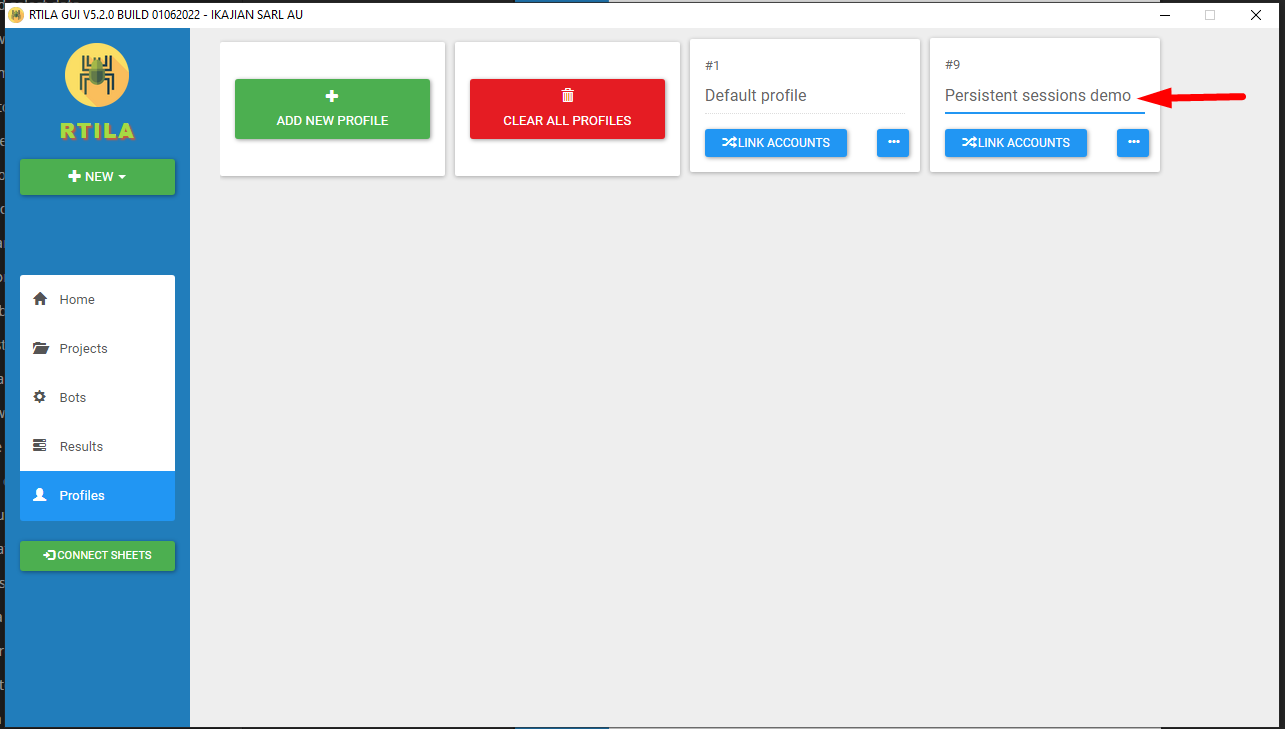 RTILA GUI V5.2.0 BUILD 01062022 - IKAJIAN SARL AU
RTILA
NEW
Home
Projects
Bots
Results
Profiles
CONNECT SHEETS
ADD NEW PROFILE
CLEAR ALL PROFILES
#1
Default profile
LINK ACCOUNTS
#9
Persistent sessions demo
LINK ACCOUNTS